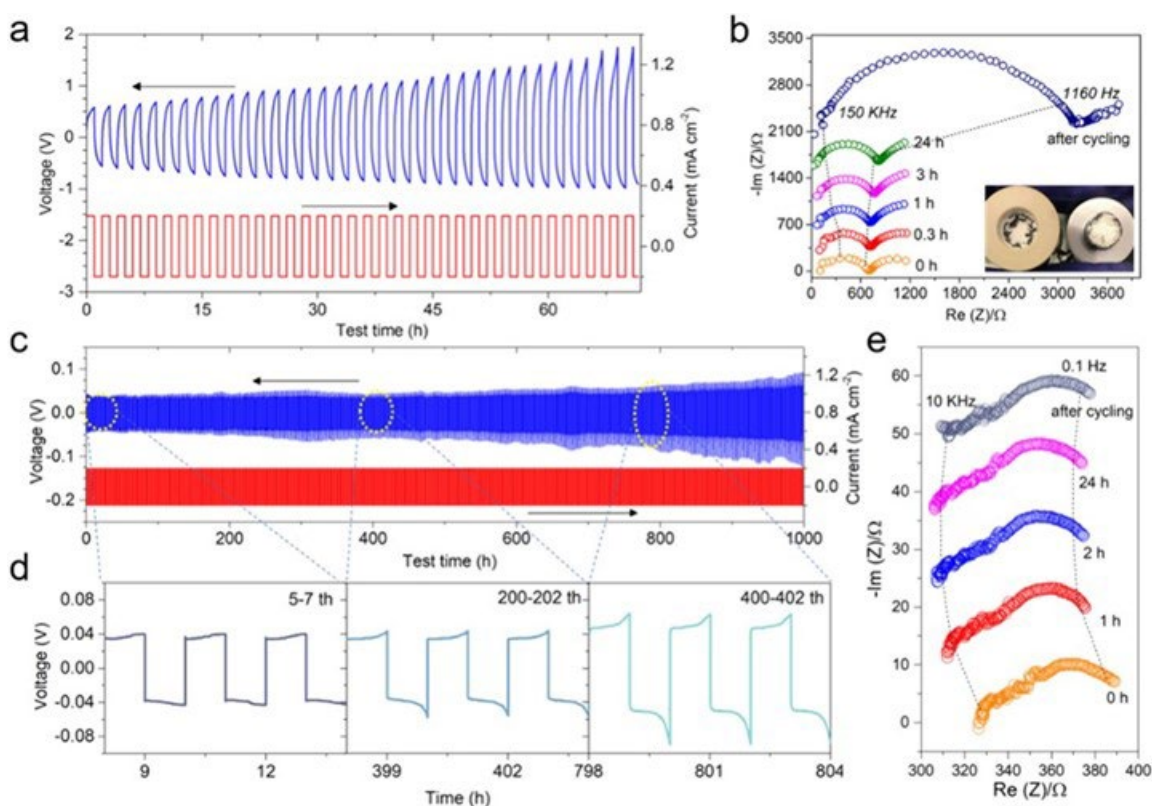 a
2
1
0
-1
-2
-3
Voltage (V)
1.2
0.8
0.4
0.0
Current (mA cm⁻²)
0
15
30
45
60
Test time (h)
b
3500
2800
2100
1400
700
0
-Im (Z)/Ω
150 KHz
1160 Hz
after cycling
24 h
3 h
1 h
0.3 h
0 h
0
600
1200
1800
2400
3000
3600
Re (Z)/Ω
c
0.1
0.0
-0.1
-0.2
Voltage (V)
1.2
0.8
0.4
0.0
Current (mA cm⁻²)
0
200
400
600
800
1000
Test time (h)
d
0.08
0.04
0.00
-0.04
-0.08
Voltage (V)
5-7 th
200-202 th
400-402 th
9
12
399
402
798
801
804
Time (h)
e
60
50
40
30
20
10
0
-Im (Z)/Ω
10 KHz
0.1 Hz
after cycling
24 h
2 h
1 h
0 h
300
320
340
360
380
400
Re (Z)/Ω